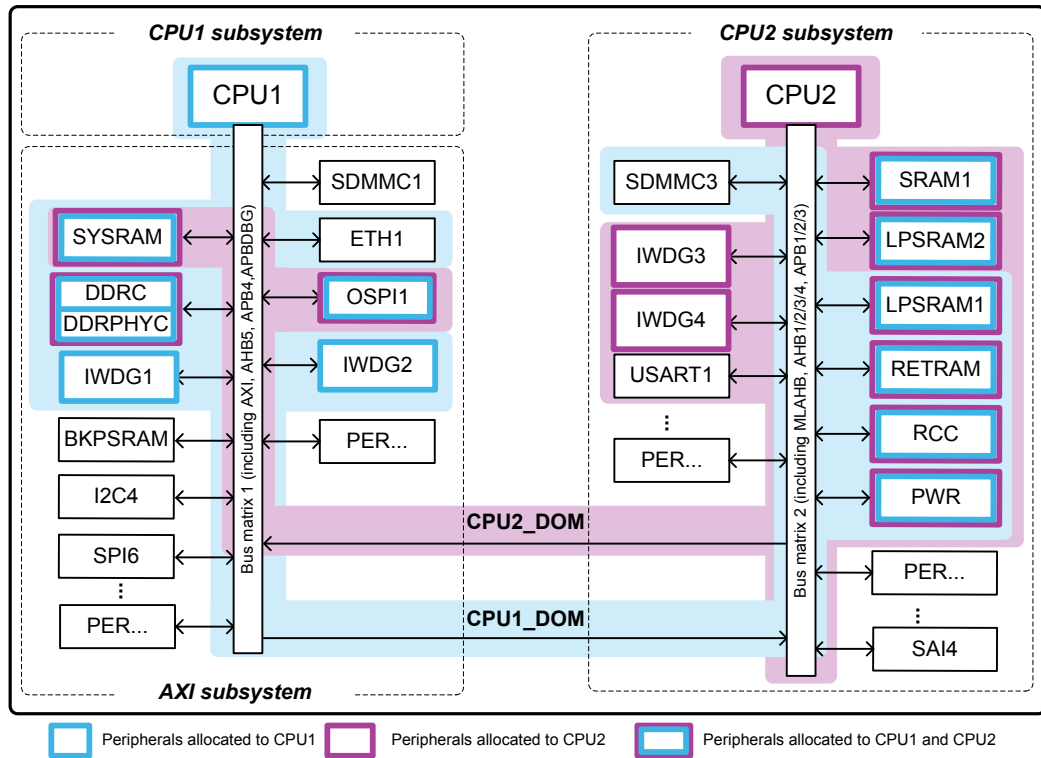 CPU1 subsystem
CPU2 subsystem
CPU1
CPU2
SDMMC1
SYSRAM
ETH1
DDRC
DDRPHYC
OSPI1
IWDG1
IWDG2
BKPSRAM
PER...
I2C4
SPI6
...
PER...
Bus matrix 1 (including AXI, AHB5, APB4,APBDBG)
AXI subsystem
CPU2_DOM
CPU1_DOM
SDMMC3
SRAM1
IWDG3
LPSRAM2
IWDG4
LPSRAM1
USART1
RETRAM
...
PER...
RCC
PWR
PER...
...
SAI4
Bus matrix 2 (including MLAHB, AHB1/2/3/4, APB1/2/3)
Peripherals allocated to CPU1
Peripherals allocated to CPU2
Peripherals allocated to CPU1 and CPU2